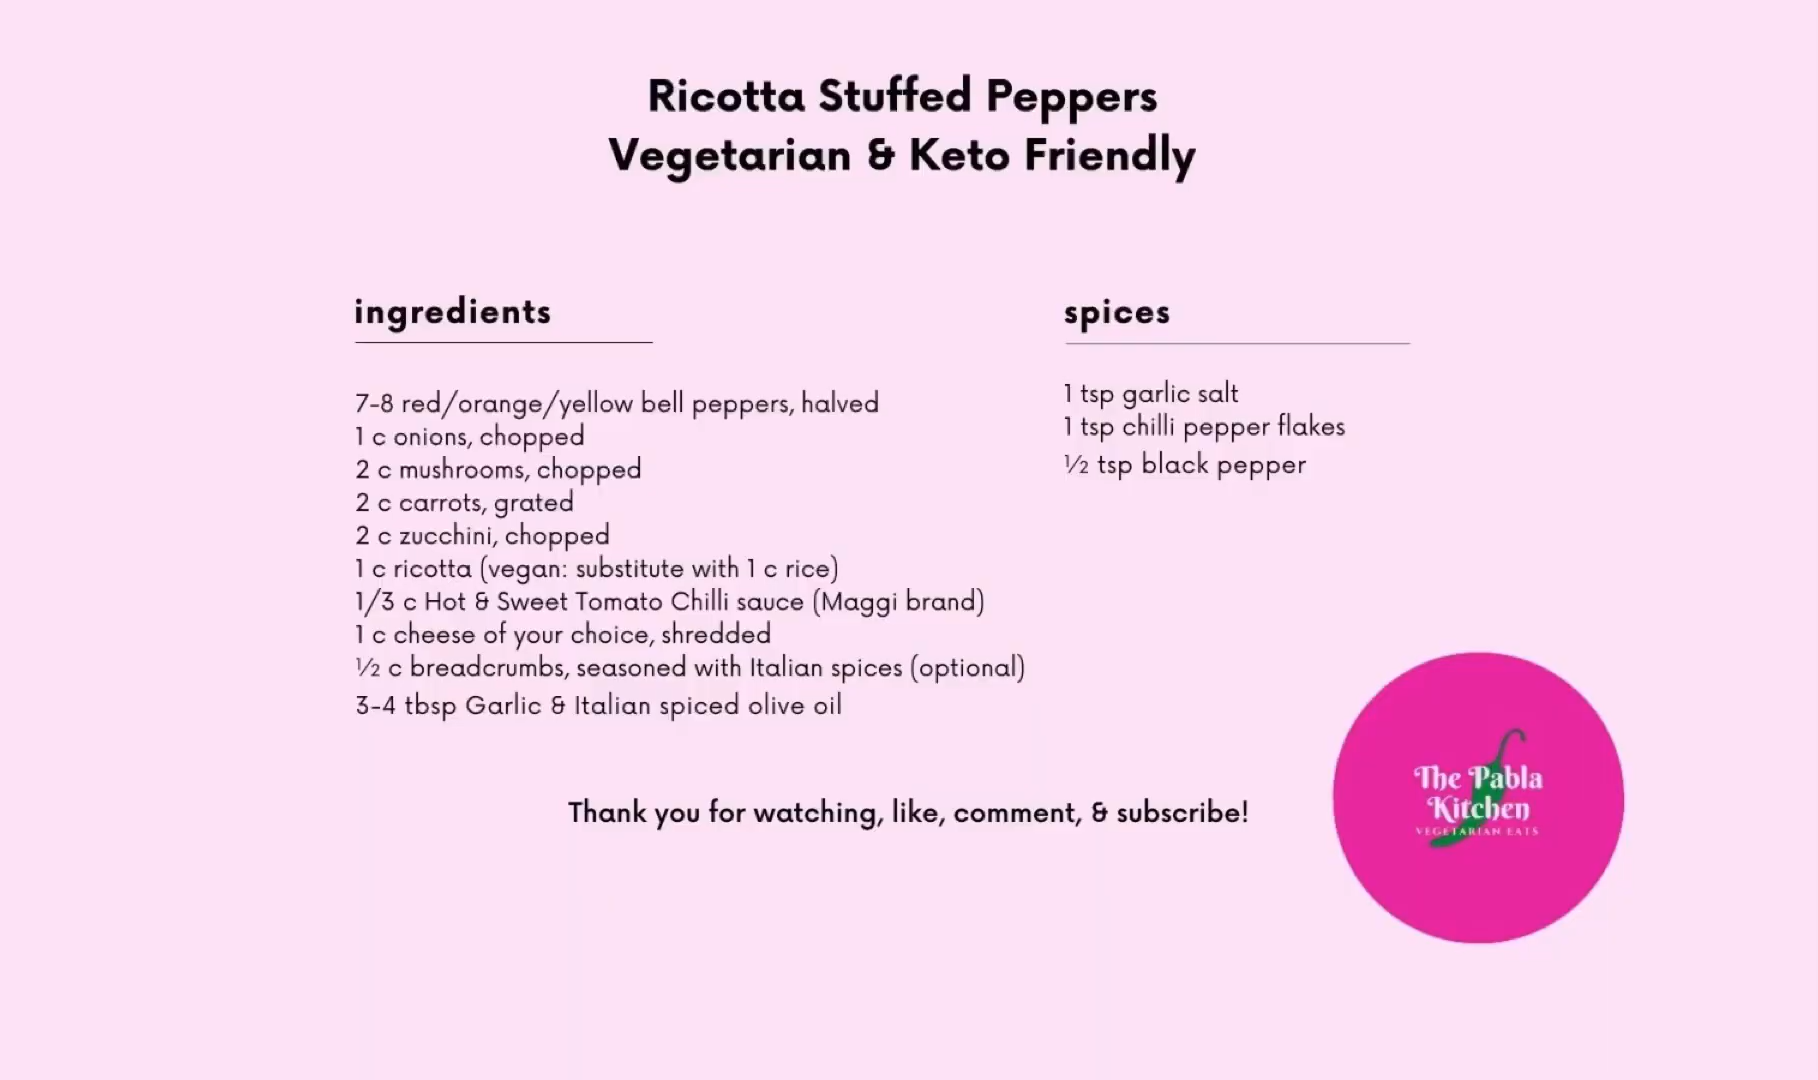 Ricotta Stuffed Peppers
Vegetarian & Keto Friendly
ingredients
7-8 red/orange/yellow bell peppers, halved
1 c onions, chopped
2 c mushrooms, chopped
2 c carrots, grated
2 c zucchini, chopped
1 c ricotta (vegan: substitute with 1 c rice)
1/3 c Hot & Sweet Tomato Chilli sauce (Maggi brand)
1 c cheese of your choice, shredded
½ c breadcrumbs, seasoned with Italian spices (optional)
3-4 tbsp Garlic & Italian spiced olive oil
spices
1 tsp garlic salt
1 tsp chilli pepper flakes
½ tsp black pepper
Thank you for watching, like, comment, & subscribe!
The Pabla
Kitchen
VEGETARIAN EATS